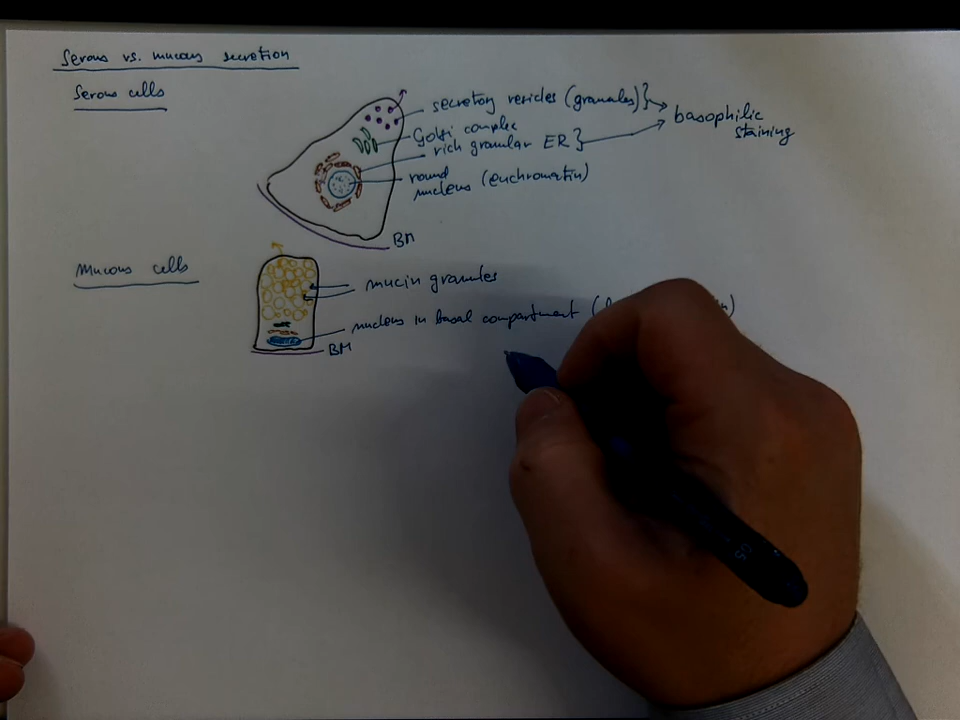 Serous vs. mucous secretion
Serous cells
secretory vesicles (granules)
basophilic
staining
Golgi complex
rich granular ER
round
nucleus (euchromatin)
BM
Mucous cells
mucin granules
nucleus in basal compartment (
BM